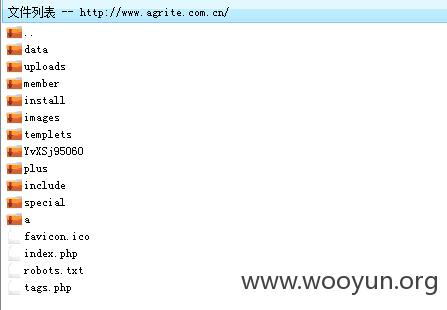 文件列表 -- http://www.agrite.com.cn/
..
data
uploads
member
install
images
templets
YvXSj95060
plus
include
special
a
favicon.ico
index.php
robots.txt
tags.php
www.wooyun.org